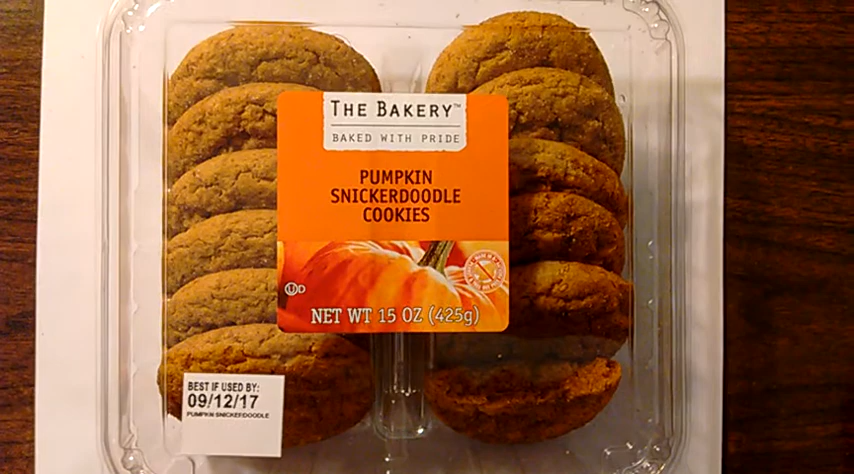 THE BAKERY™
BAKED WITH PRIDE
PUMPKIN
SNICKERDOODLE
COOKIES
ⓊD
NET WT 15 OZ (425g)
BEST IF USED BY:
09/12/17
PUMPKIN SNICKERDOODLE